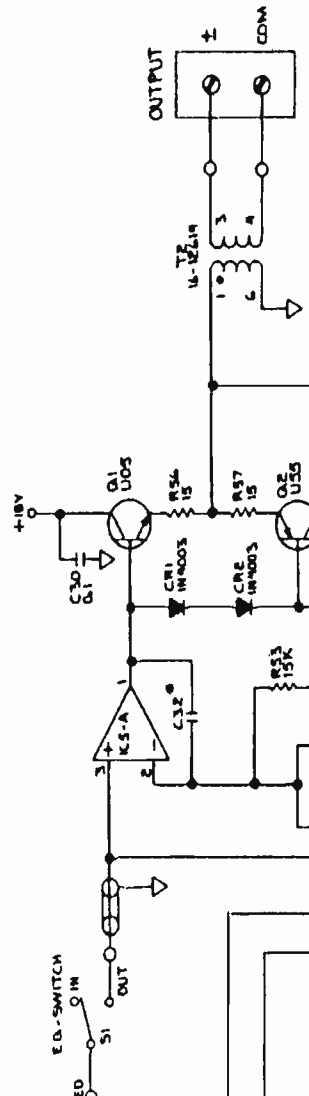 OUTPUT
±
COM
T2
16-12619
1
3
6
4
+18V
Q1
U05
C30
0.1
R56
15
R57
15
Q2
U55
CR1
1N4003
CR2
1N4003
3
+
IC5-A
1
2
−
C32*
R53
15K
EQ-SWITCH
IN
OUT
S1